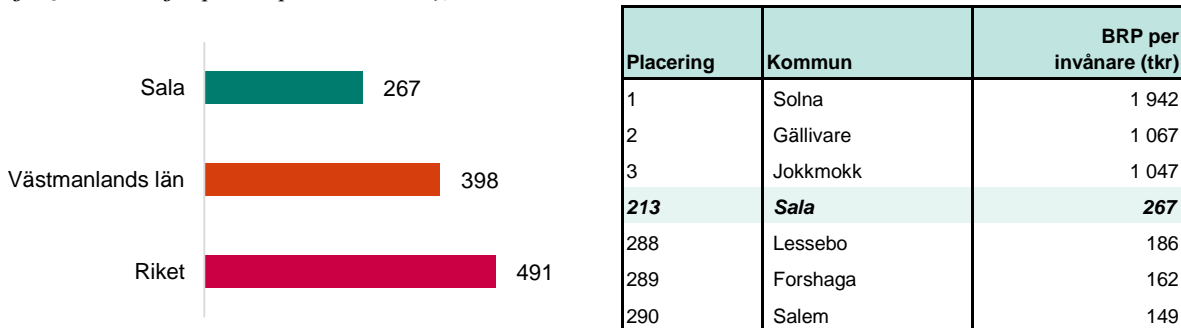 Sala 267
Västmanlands län 398
Riket 491
Placering Kommun BRP per invånare (tkr)
1 Solna 1 942
2 Gällivare 1 067
3 Jokkmokk 1 047
213 Sala 267
288 Lessebo 186
289 Forshaga 162
290 Salem 149